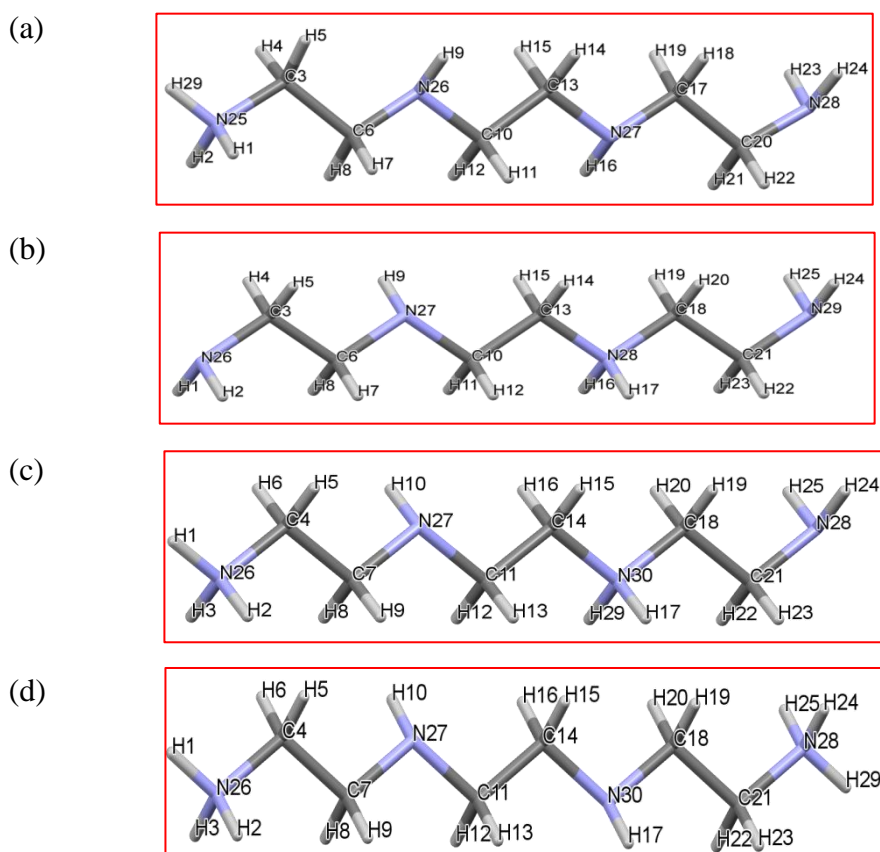 (a)
H4 H5 H9 H15 H14 H19 H18 H23 H24
H29 C3 N26 C13 C17 N28
N25 C6 C10 N27 C20
H2 H1 H8 H7 H12 H11 H16 H21 H22
(b)
H4 H5 H9 H15 H14 H19 H20 H25 H24
C3 N27 C13 C18 N29
N26 C6 C10 N28 C21
H1 H2 H8 H7 H11 H12 H16 H17 H23 H22
(c)
H6 H5 H10 H16 H15 H20 H19 H25 H24
H1 C4 N27 C14 C18 N28
N26 C7 C11 N30 C21
H3 H2 H8 H9 H12 H13 H29 H17 H22 H23
(d)
H6 H5 H10 H16 H15 H20 H19 H25 H24
H1 C4 N27 C14 C18 N28
N26 C7 C11 N30 C21 H29
H3 H2 H8 H9 H12 H13 H17 H22 H23